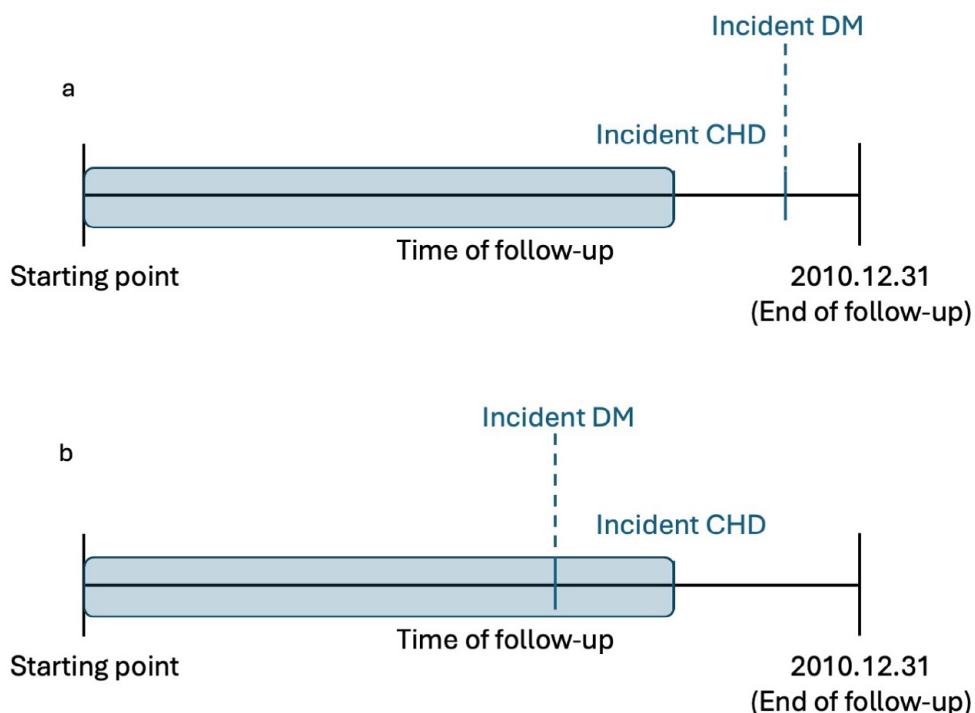 Incident DM
a
Incident CHD
Time of follow-up
Starting point
2010.12.31
(End of follow-up)
Incident DM
b
Incident CHD
Time of follow-up
Starting point
2010.12.31
(End of follow-up)